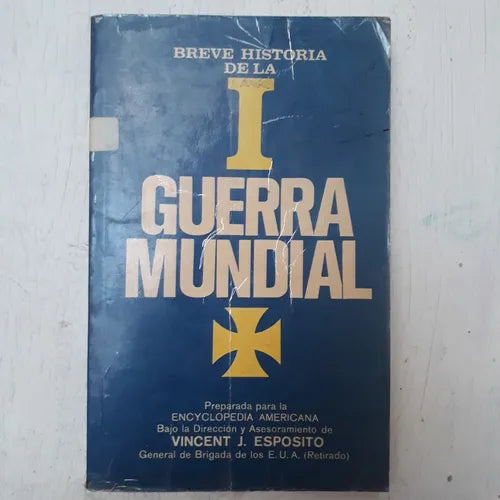 BREVE HISTORIA
DE LA
I
GUERRA
MUNDIAL
Preparada para la
ENCYCLOPEDIA AMERICANA
Bajo la Dirección y Asesoramiento de
VINCENT J. ESPOSITO
General de Brigada de los E.U.A. (Retirado)